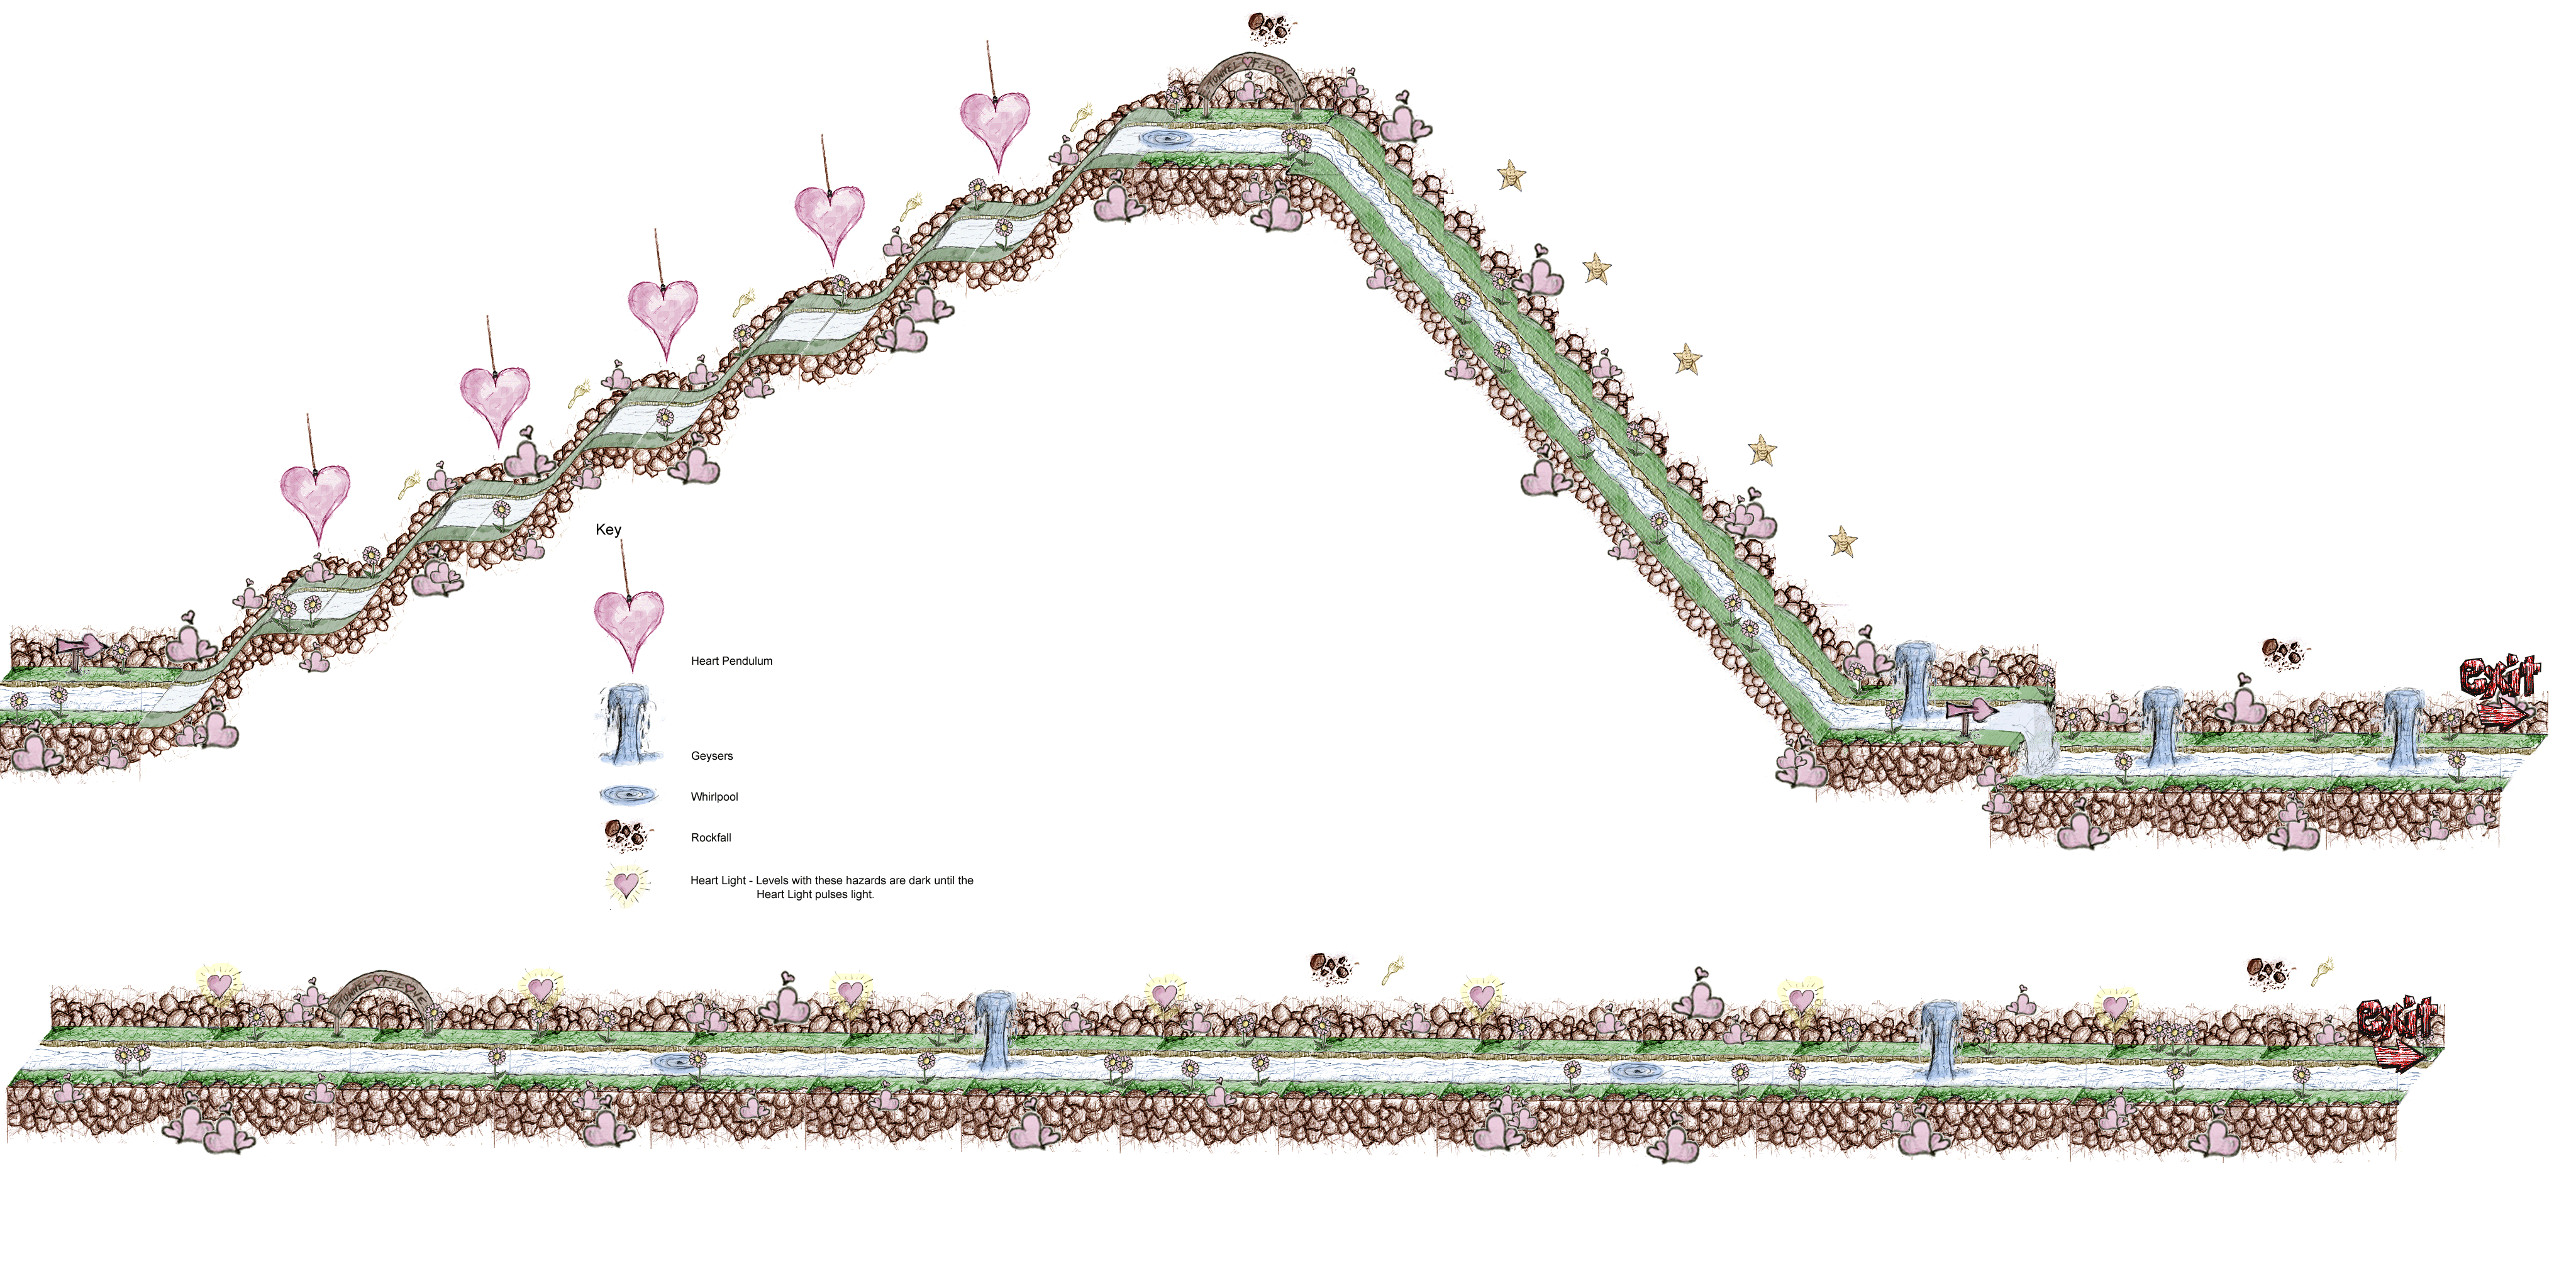 TUNNEL OF LOVE
Key
Heart Pendulum
exit
Geysers
Whirlpool
Rockfall
Heart Light - Levels with these hazards are dark until the
Heart Light pulses light.
TUNNEL OF LOVE
exit